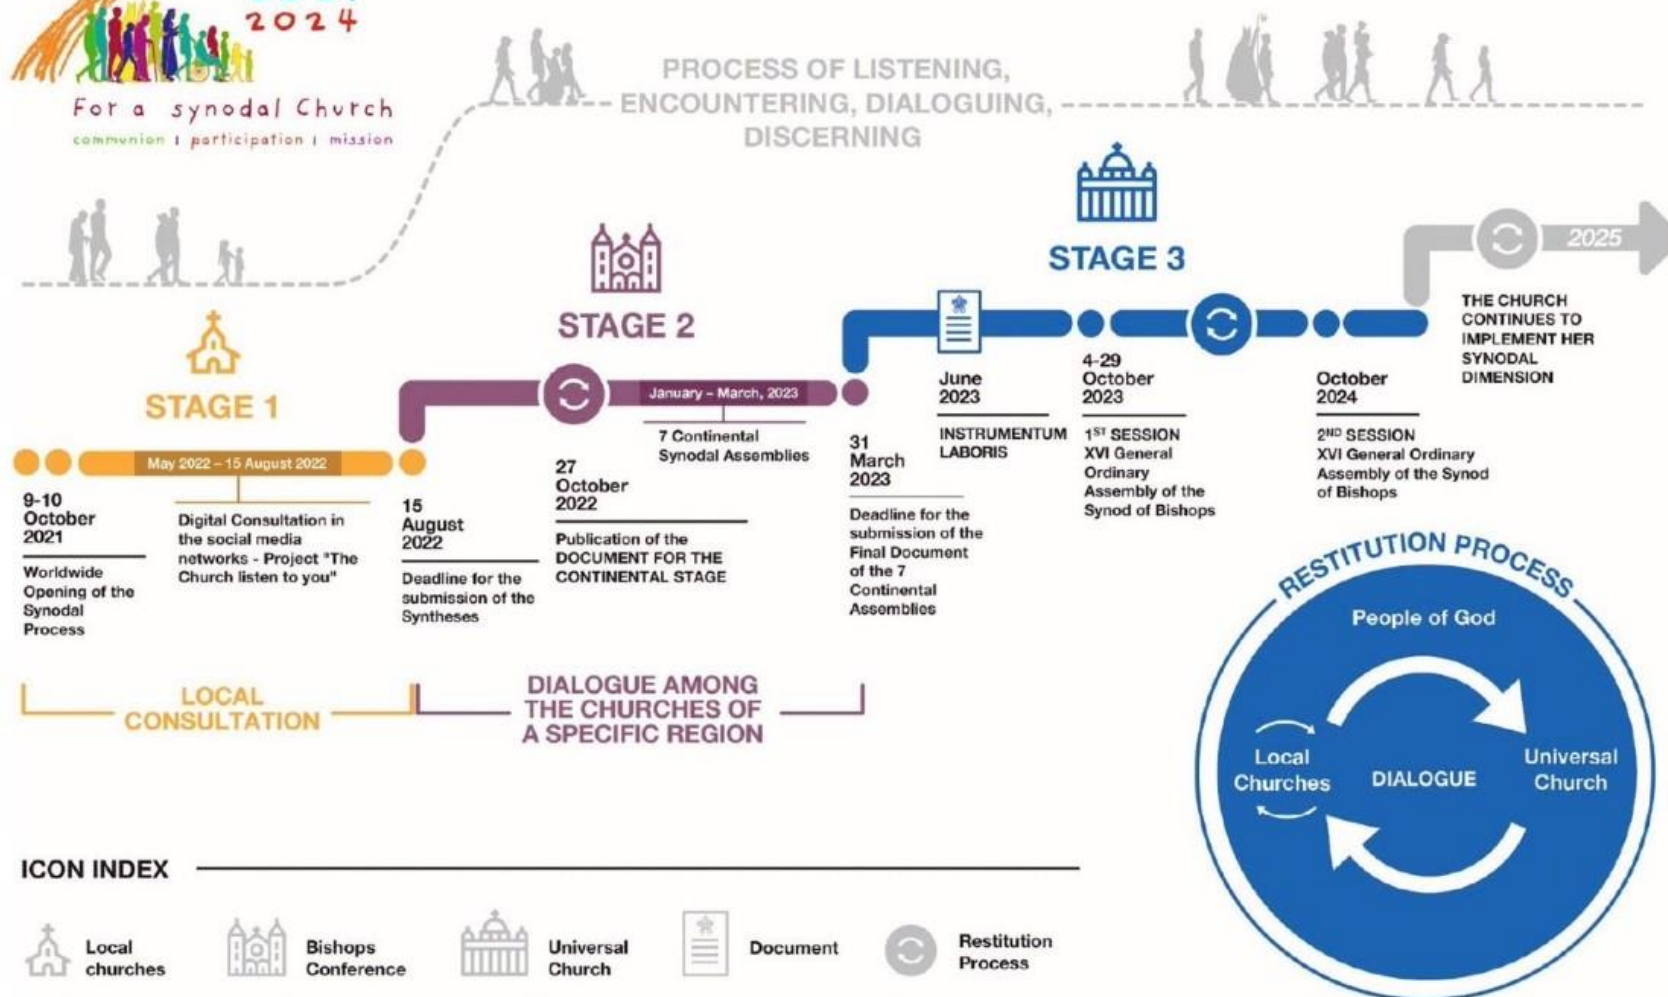 2024
For a synodal Church
communion | participation | mission
PROCESS OF LISTENING,
ENCOUNTERING, DIALOGUING,
DISCERNING
STAGE 1
May 2022 – 15 August 2022
9-10
October
2021
Worldwide
Opening of the
Synodal
Process
Digital Consultation in
the social media
networks - Project "The
Church listen to you"
15
August
2022
Deadline for the
submission of the
Syntheses
STAGE 2
January – March, 2023
27
October
2022
Publication of the
DOCUMENT FOR THE
CONTINENTAL STAGE
7 Continental
Synodal Assemblies
31
March
2023
Deadline for the
submission of the
Final Document
of the 7
Continental
Assemblies
STAGE 3
June
2023
INSTRUMENTUM
LABORIS
4-29
October
2023
1ST SESSION
XVI General
Ordinary
Assembly of the
Synod of Bishops
October
2024
2ND SESSION
XVI General Ordinary
Assembly of the Synod
of Bishops
2025
THE CHURCH
CONTINUES TO
IMPLEMENT HER
SYNODAL
DIMENSION
LOCAL
CONSULTATION
DIALOGUE AMONG
THE CHURCHES OF
A SPECIFIC REGION
RESTITUTION PROCESS
People of God
Local
Churches
DIALOGUE
Universal
Church
ICON INDEX
Local
churches
Bishops
Conference
Universal
Church
Document
Restitution
Process